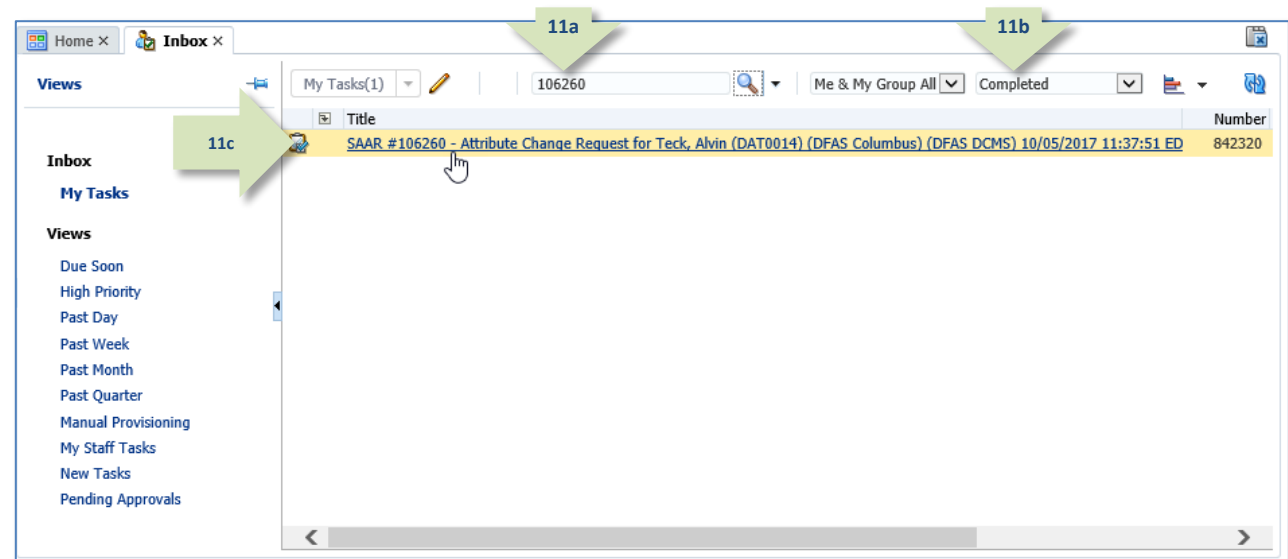 11a
11b
Home ×
Inbox ×
Views
My Tasks(1)
106260
Me & My Group All
Completed
Title
Number
11c
SAAR #106260 - Attribute Change Request for Teck, Alvin (DAT0014) (DFAS Columbus) (DFAS DCMS) 10/05/2017 11:37:51 ED
842320
Inbox
My Tasks
Views
Due Soon
High Priority
Past Day
Past Week
Past Month
Past Quarter
Manual Provisioning
My Staff Tasks
New Tasks
Pending Approvals